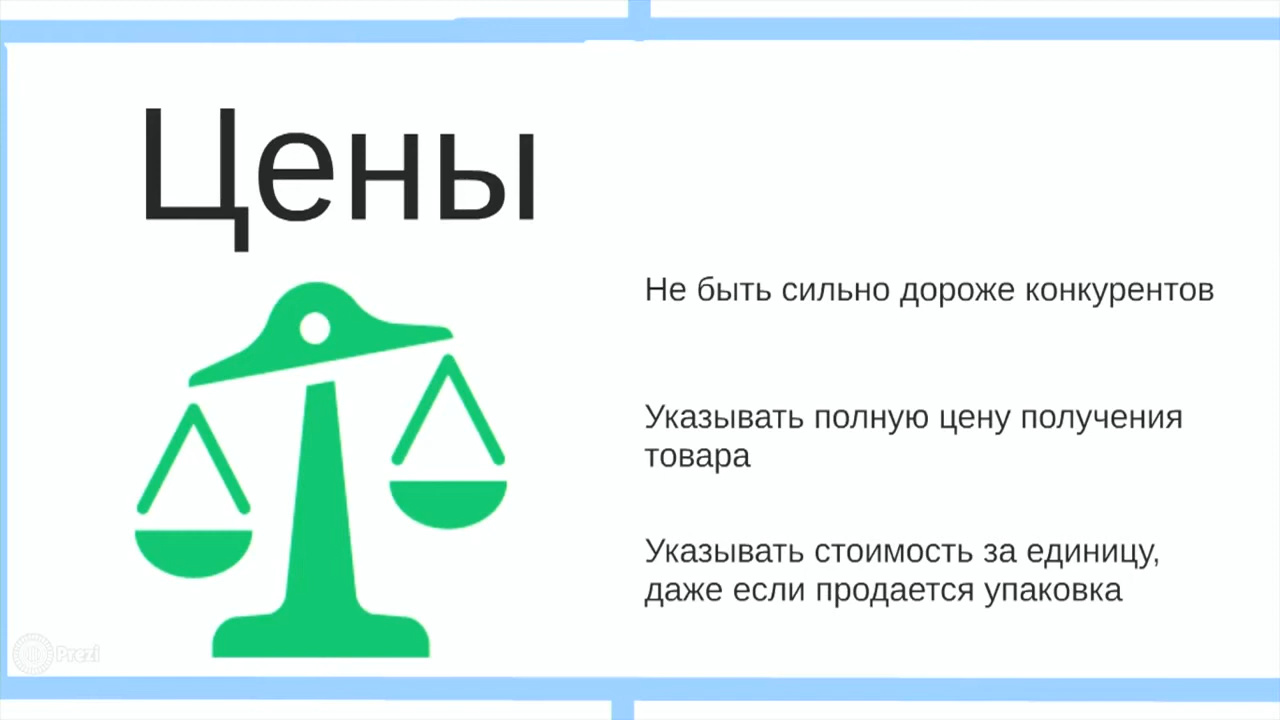 Цены
Не быть сильно дороже конкурентов
Указывать полную цену получения
товара
Указывать стоимость за единицу,
даже если продается упаковка
Prezi